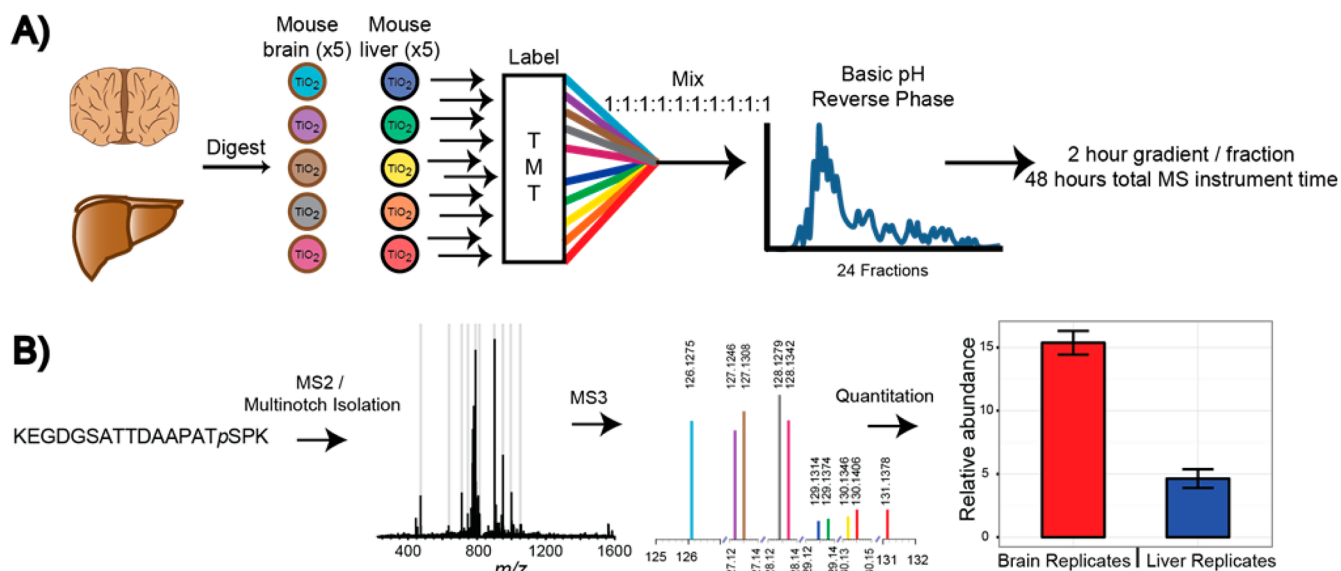 A)
Mouse brain (x5)
Mouse liver (x5)
Digest
TiO2
TiO2
TiO2
TiO2
TiO2
TiO2
TiO2
TiO2
TiO2
TiO2
Label
T
M
T
Mix
1:1:1:1:1:1:1:1:1:1
Basic pH
Reverse Phase
24 Fractions
2 hour gradient / fraction
48 hours total MS instrument time
B)
KEGDGSATTDAAPATpSPK
MS2 /
Multinotch Isolation
400 800 1200 1600
m/z
MS3
126.1275
127.1246
127.1308
128.1279
128.1342
129.1314
129.1374
130.1346
130.1406
131.1378
125 126
131 132
Quantitation
Relative abundance
15
10
5
0
Brain Replicates
Liver Replicates